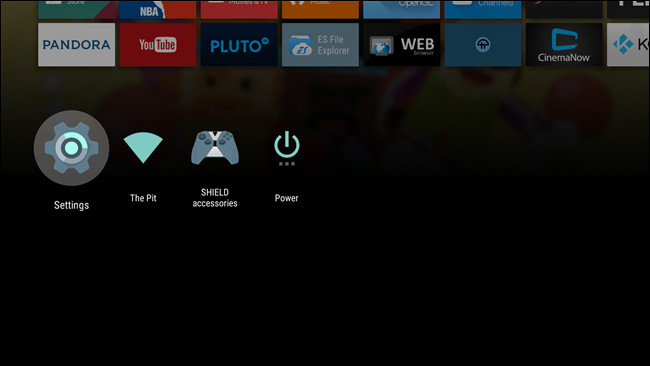 Store
NBA
Movies & TV
Music
Channels
PANDORA
YouTube
PLUTO
tv
ES File
Explorer
WEB
browser
CinemaNow
Settings
The Pit
SHIELD
accessories
Power